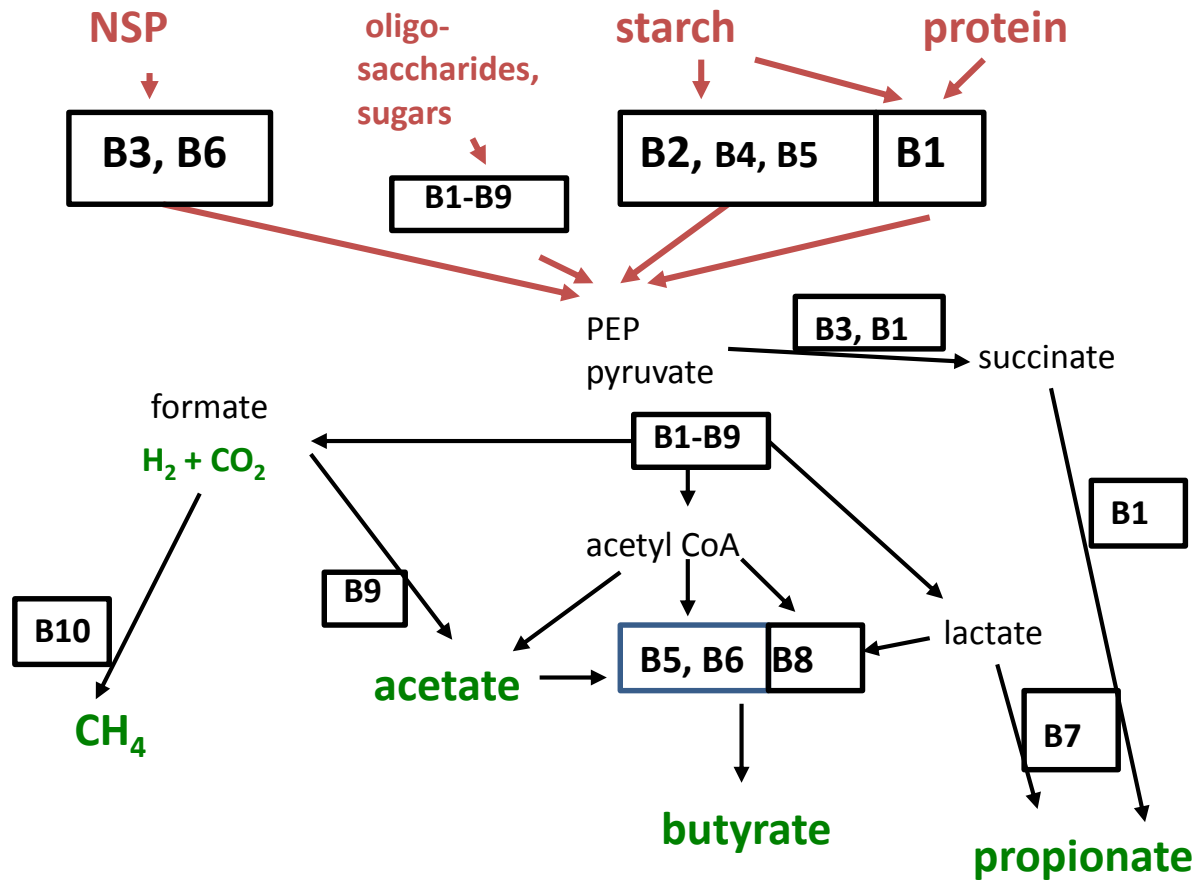 NSP
oligo-
saccharides,
sugars
starch
protein
B3, B6
B1-B9
B2, B4, B5
B1
PEP
pyruvate
B3, B1
succinate
formate
H₂ + CO₂
B1-B9
B1
acetyl CoA
B9
B10
B5, B6
B8
lactate
acetate
CH₄
B7
butyrate
propionate